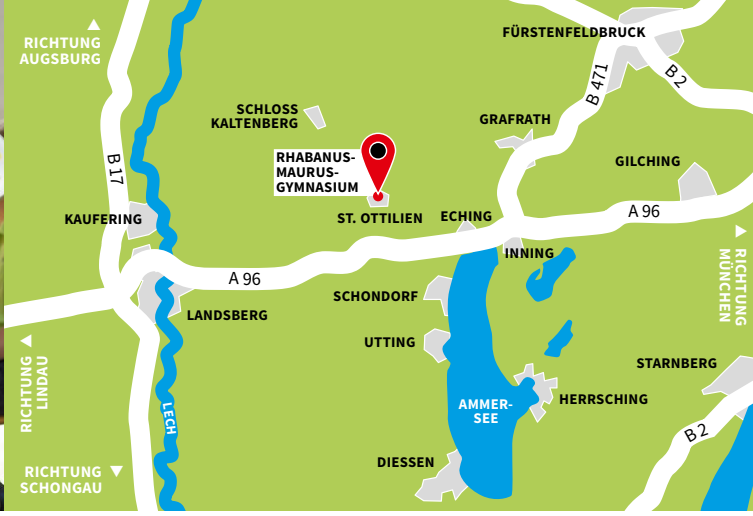 RICHTUNG
AUGSBURG
FÜRSTENFELDBRUCK
B 2
B 471
SCHLOSS
KALTENBERG
GRAFRATH
RHABANUS-
MAURUS-
GYMNASIUM
B 17
GILCHING
KAUFERING
ST. OTTILIEN
ECHING
A 96
INNING
RICHTUNG
MÜNCHEN
A 96
SCHONDORF
LANDSBERG
UTTING
RICHTUNG
LINDAU
STARNBERG
AMMER-
SEE
HERRSCHING
LECH
B 2
DIESSEN
RICHTUNG
SCHONGAU